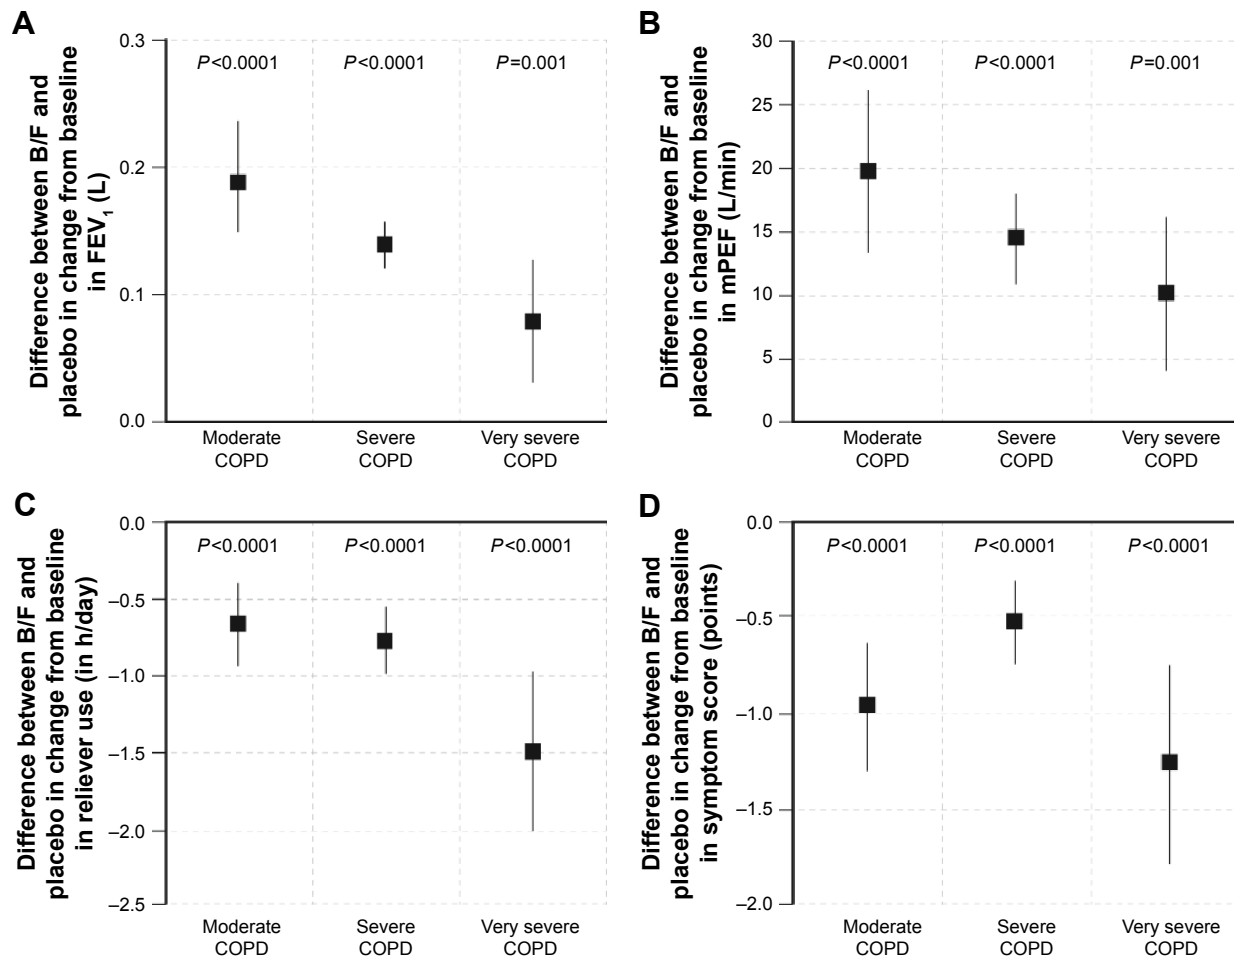 A
Difference between B/F and
placebo in change from baseline
in FEV₁ (L)
0.3
0.2
0.1
0.0
P<0.0001
P<0.0001
P=0.001
Moderate
COPD
Severe
COPD
Very severe
COPD
B
Difference between B/F and
placebo in change from baseline
in mPEF (L/min)
30
25
20
15
10
5
0
P<0.0001
P<0.0001
P=0.001
Moderate
COPD
Severe
COPD
Very severe
COPD
C
Difference between B/F and
placebo in change from baseline
in reliever use (in h/day)
0.0
–0.5
–1.0
–1.5
–2.0
–2.5
P<0.0001
P<0.0001
P<0.0001
Moderate
COPD
Severe
COPD
Very severe
COPD
D
Difference between B/F and
placebo in change from baseline
in symptom score (points)
0.0
–0.5
–1.0
–1.5
–2.0
P<0.0001
P<0.0001
P<0.0001
Moderate
COPD
Severe
COPD
Very severe
COPD